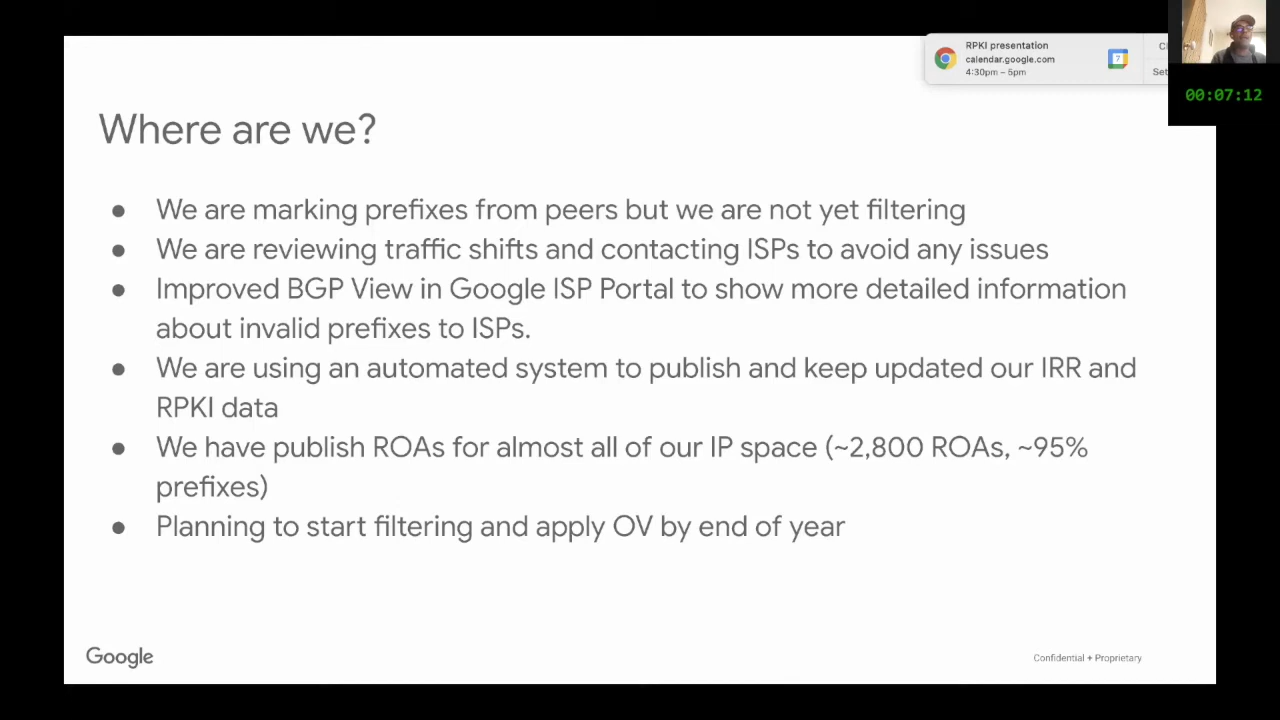 RPKI presentation
calendar.google.com
4:30pm – 5pm
Cl
Set
00:07:12
Where are we?
● We are marking prefixes from peers but we are not yet filtering
● We are reviewing traffic shifts and contacting ISPs to avoid any issues
● Improved BGP View in Google ISP Portal to show more detailed information
about invalid prefixes to ISPs.
● We are using an automated system to publish and keep updated our IRR and
RPKI data
● We have publish ROAs for almost all of our IP space (~2,800 ROAs, ~95%
prefixes)
● Planning to start filtering and apply OV by end of year
Google
Confidential + Proprietary